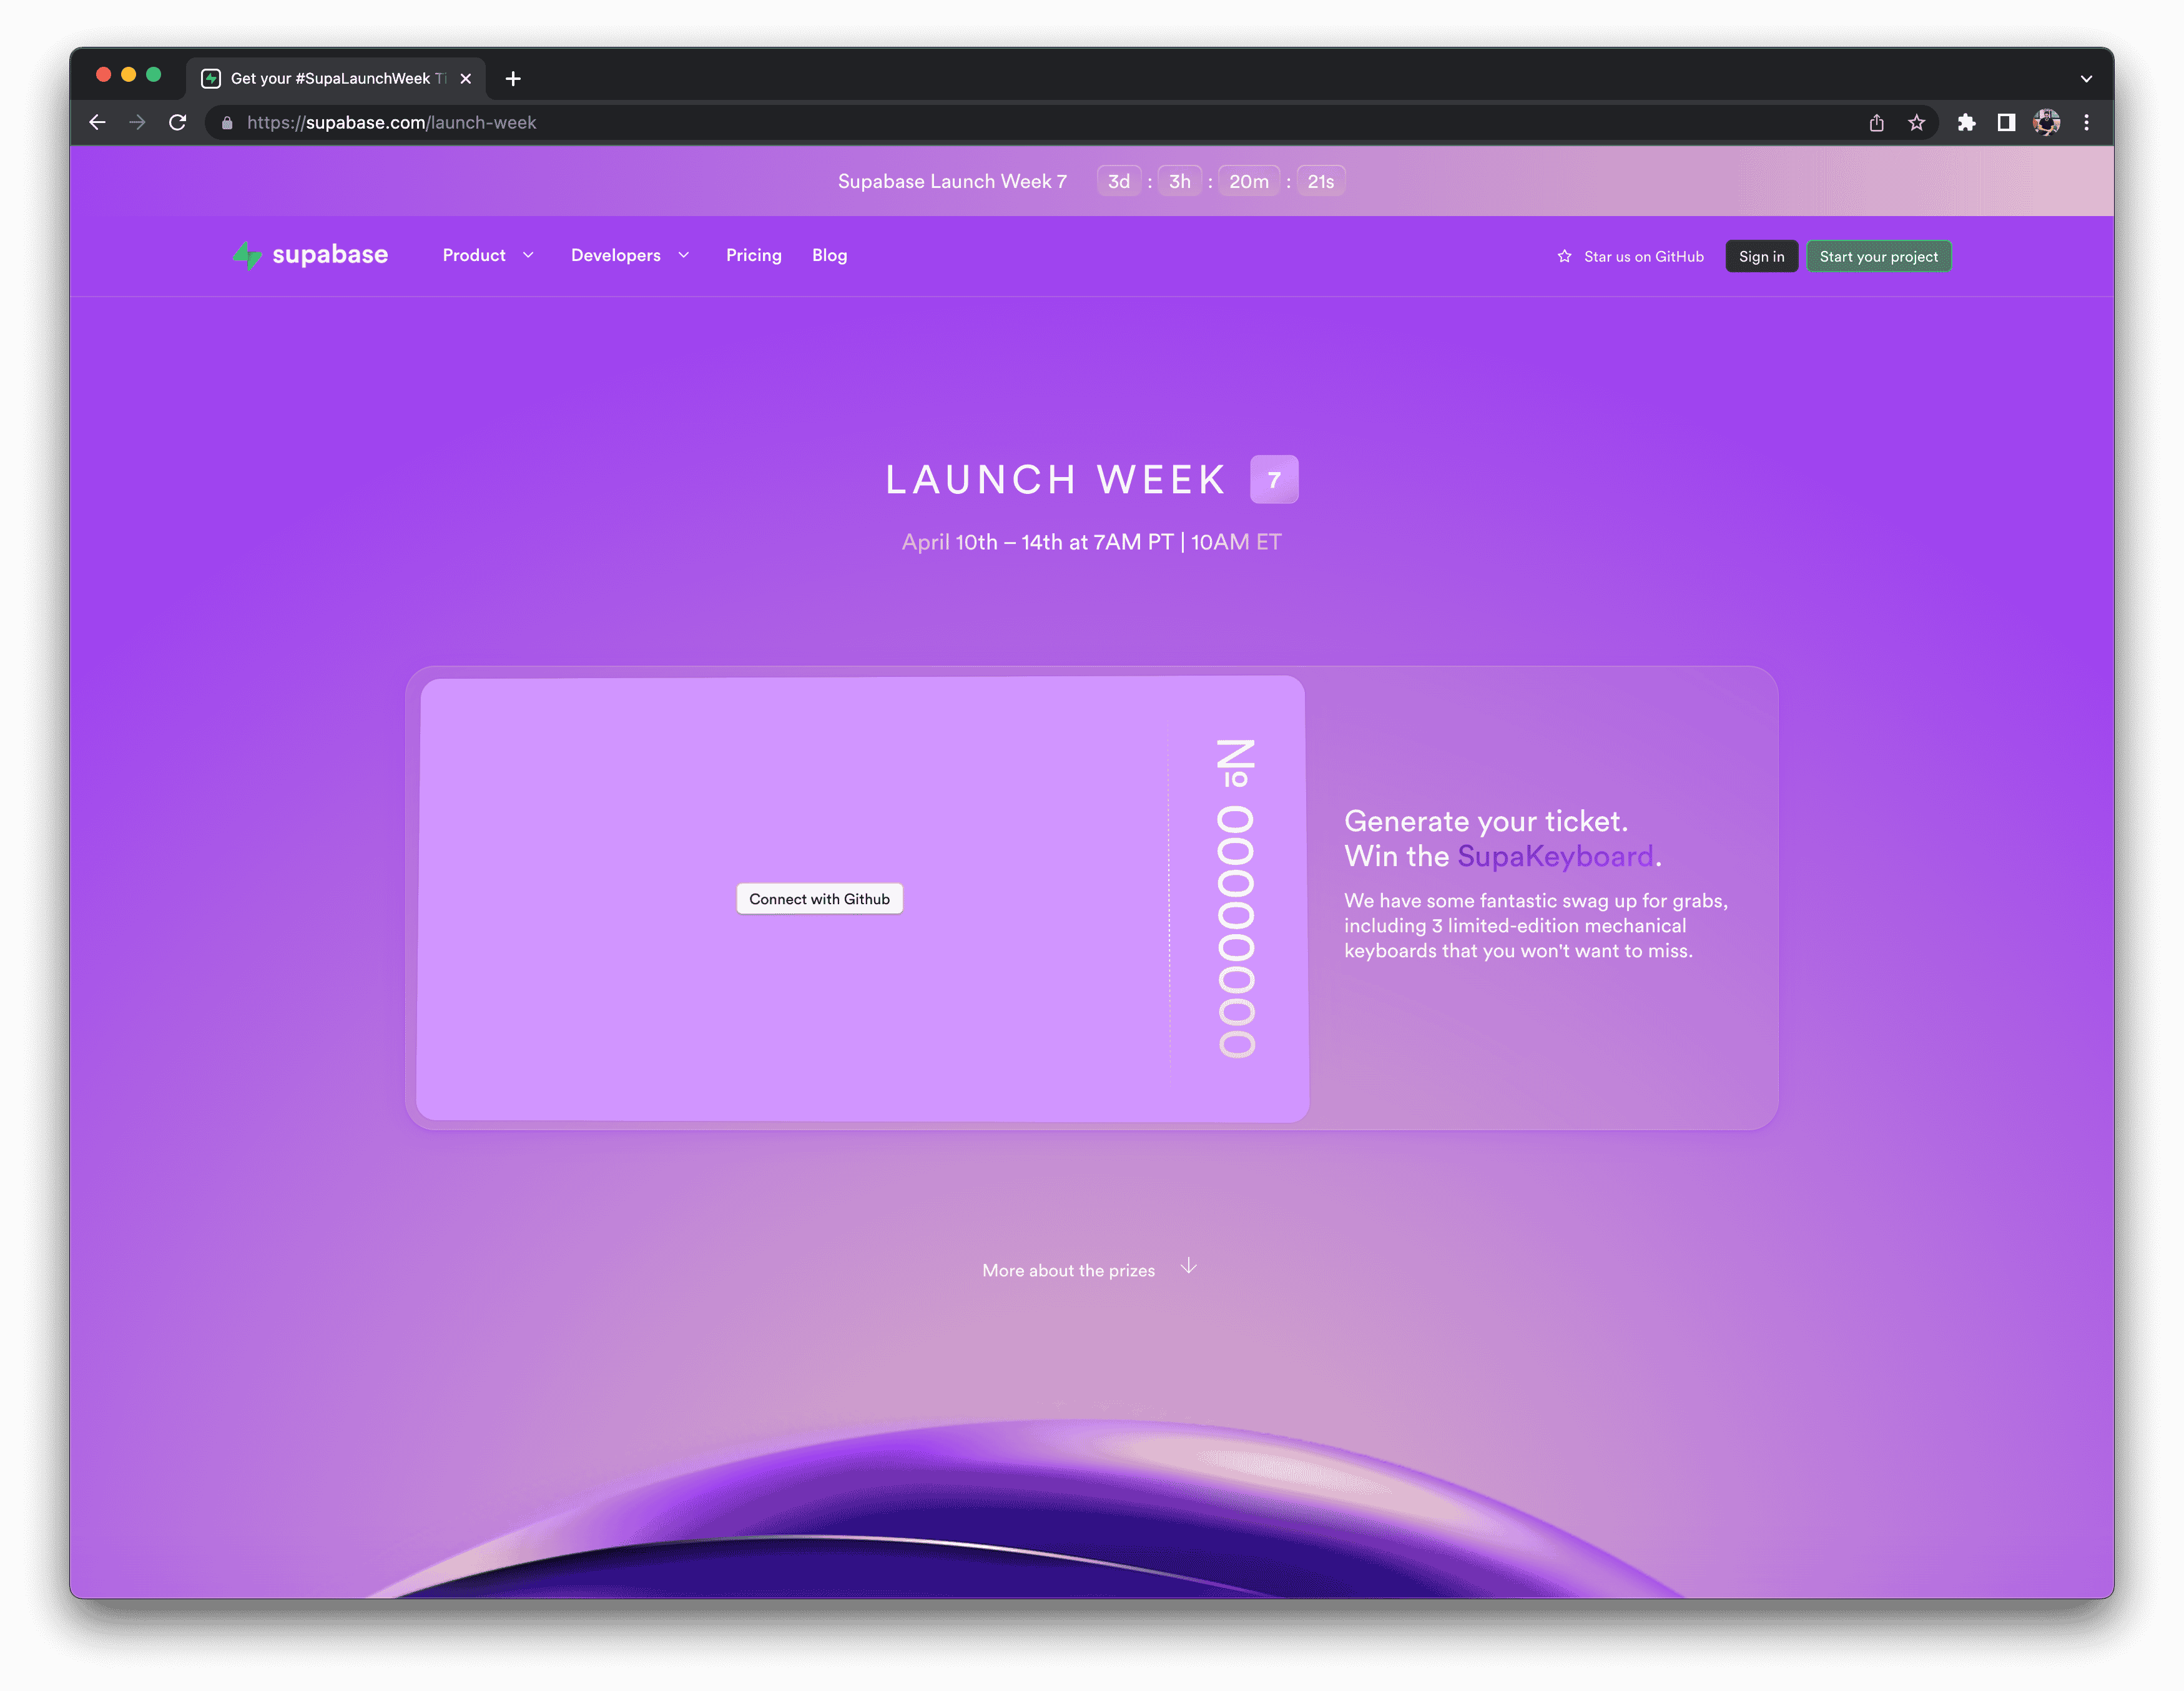 Get your #SupaLaunchWeek Ti
https://supabase.com/launch-week
Supabase Launch Week 7 3d : 3h : 20m : 21s
supabase Product Developers Pricing Blog Star us on GitHub Sign in Start your project
LAUNCH WEEK 7
April 10th – 14th at 7AM PT | 10AM ET
Connect with Github
Nº 00000000
Generate your ticket.
Win the SupaKeyboard.
We have some fantastic swag up for grabs,
including 3 limited-edition mechanical
keyboards that you won't want to miss.
More about the prizes